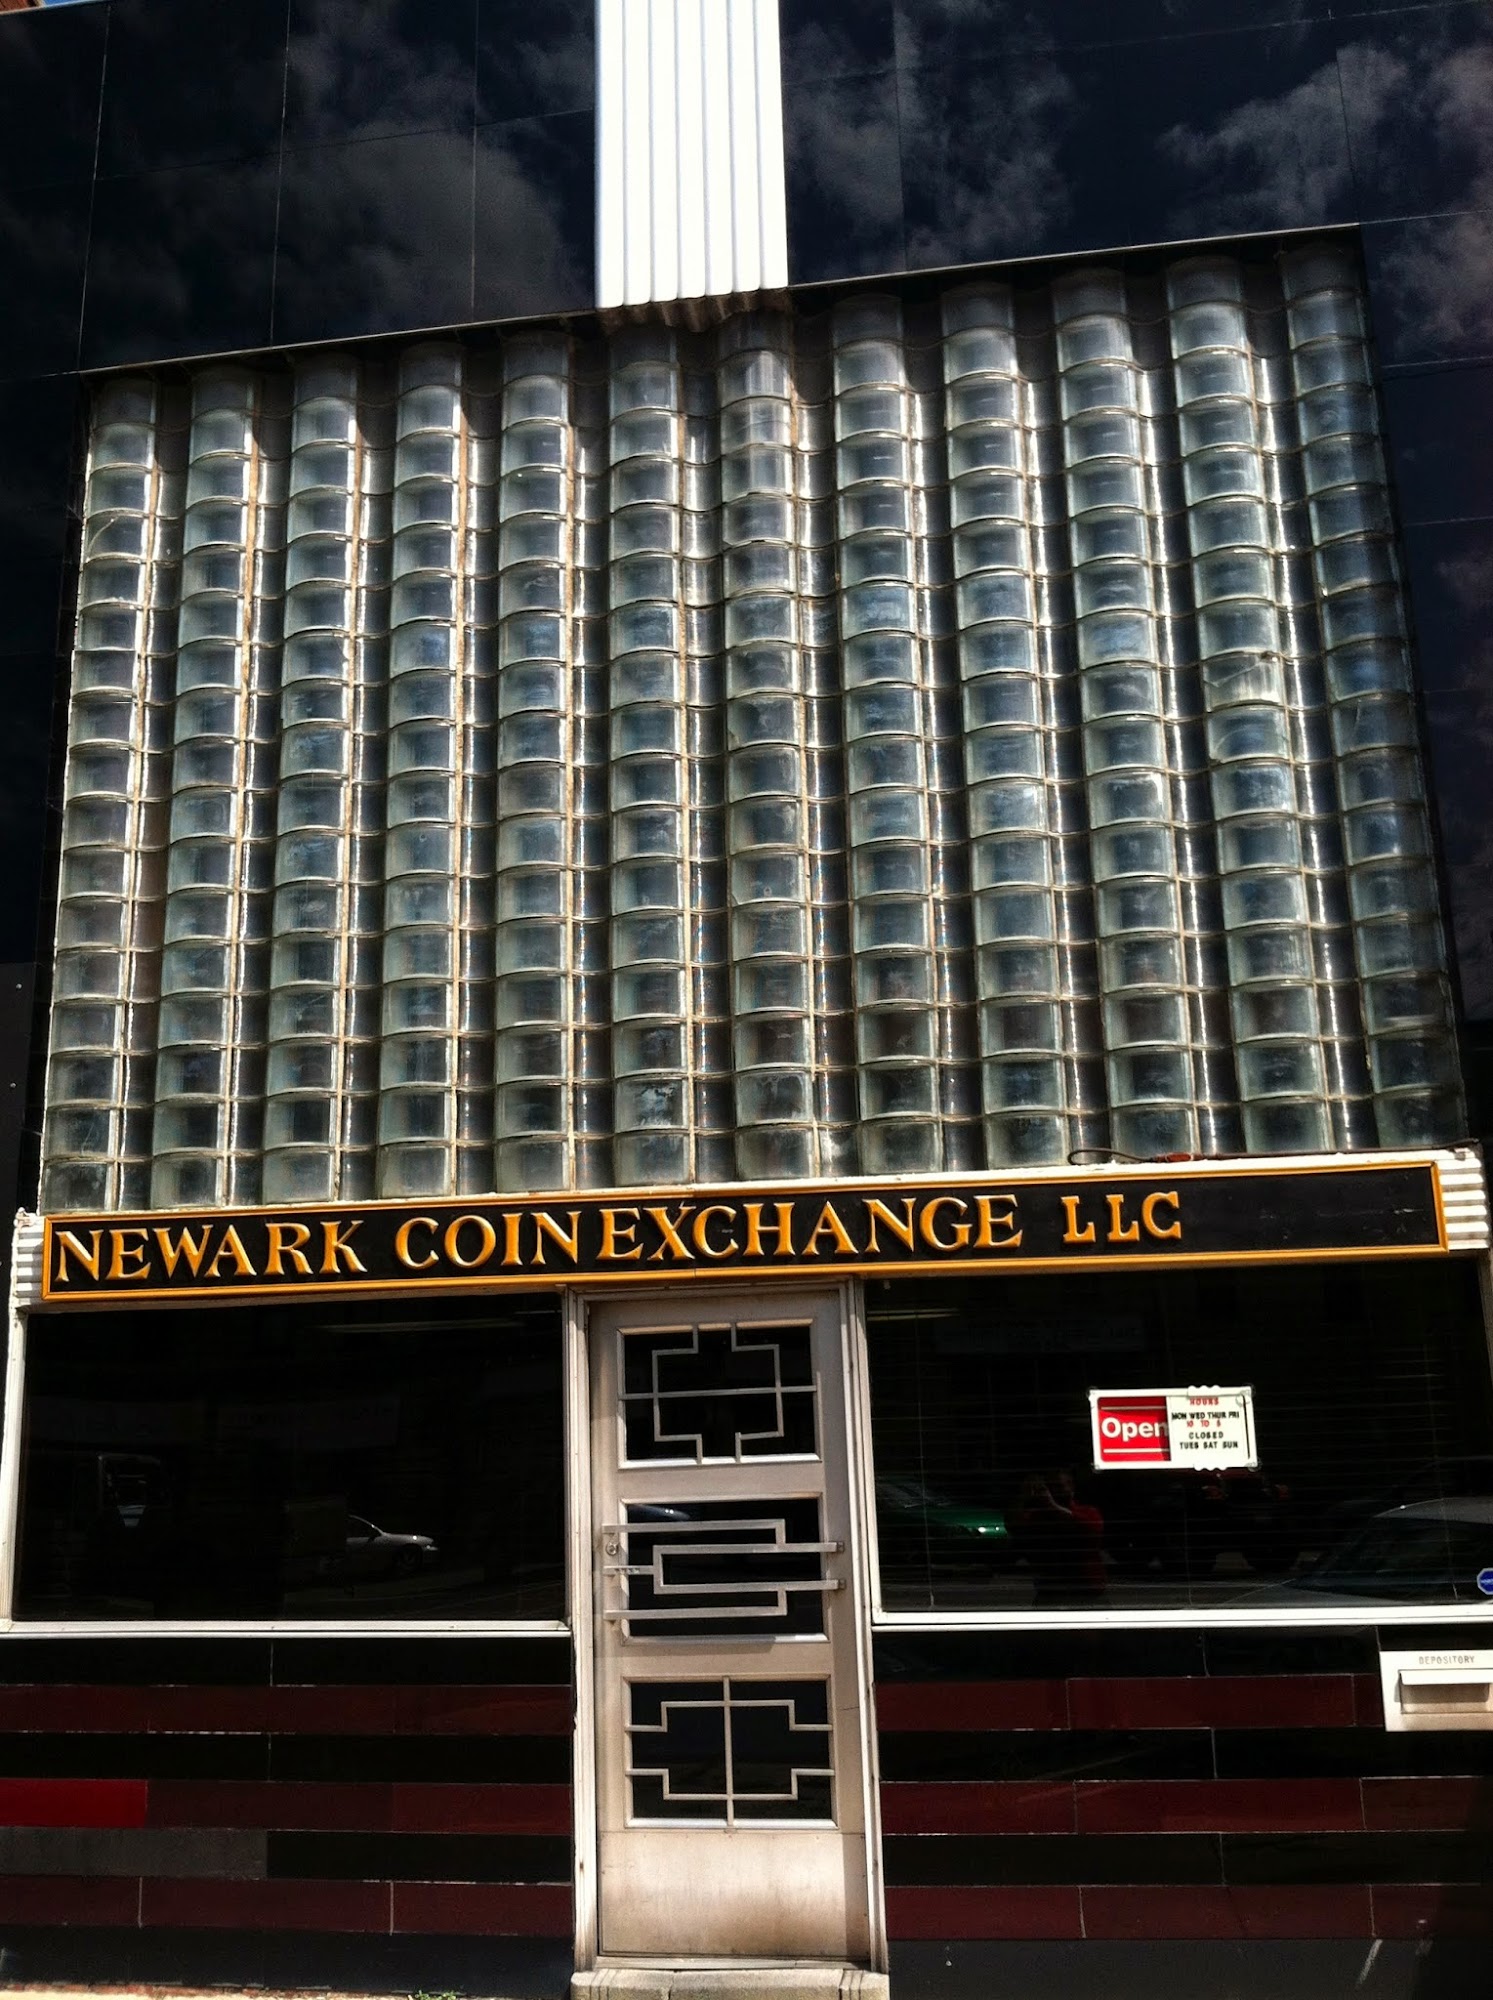 NEWARK COIN EXCHANGE LLC
Open
HOURS
MON WED THUR FRI
10 TO 5
CLOSED
TUES SAT SUN
DEPOSITORY